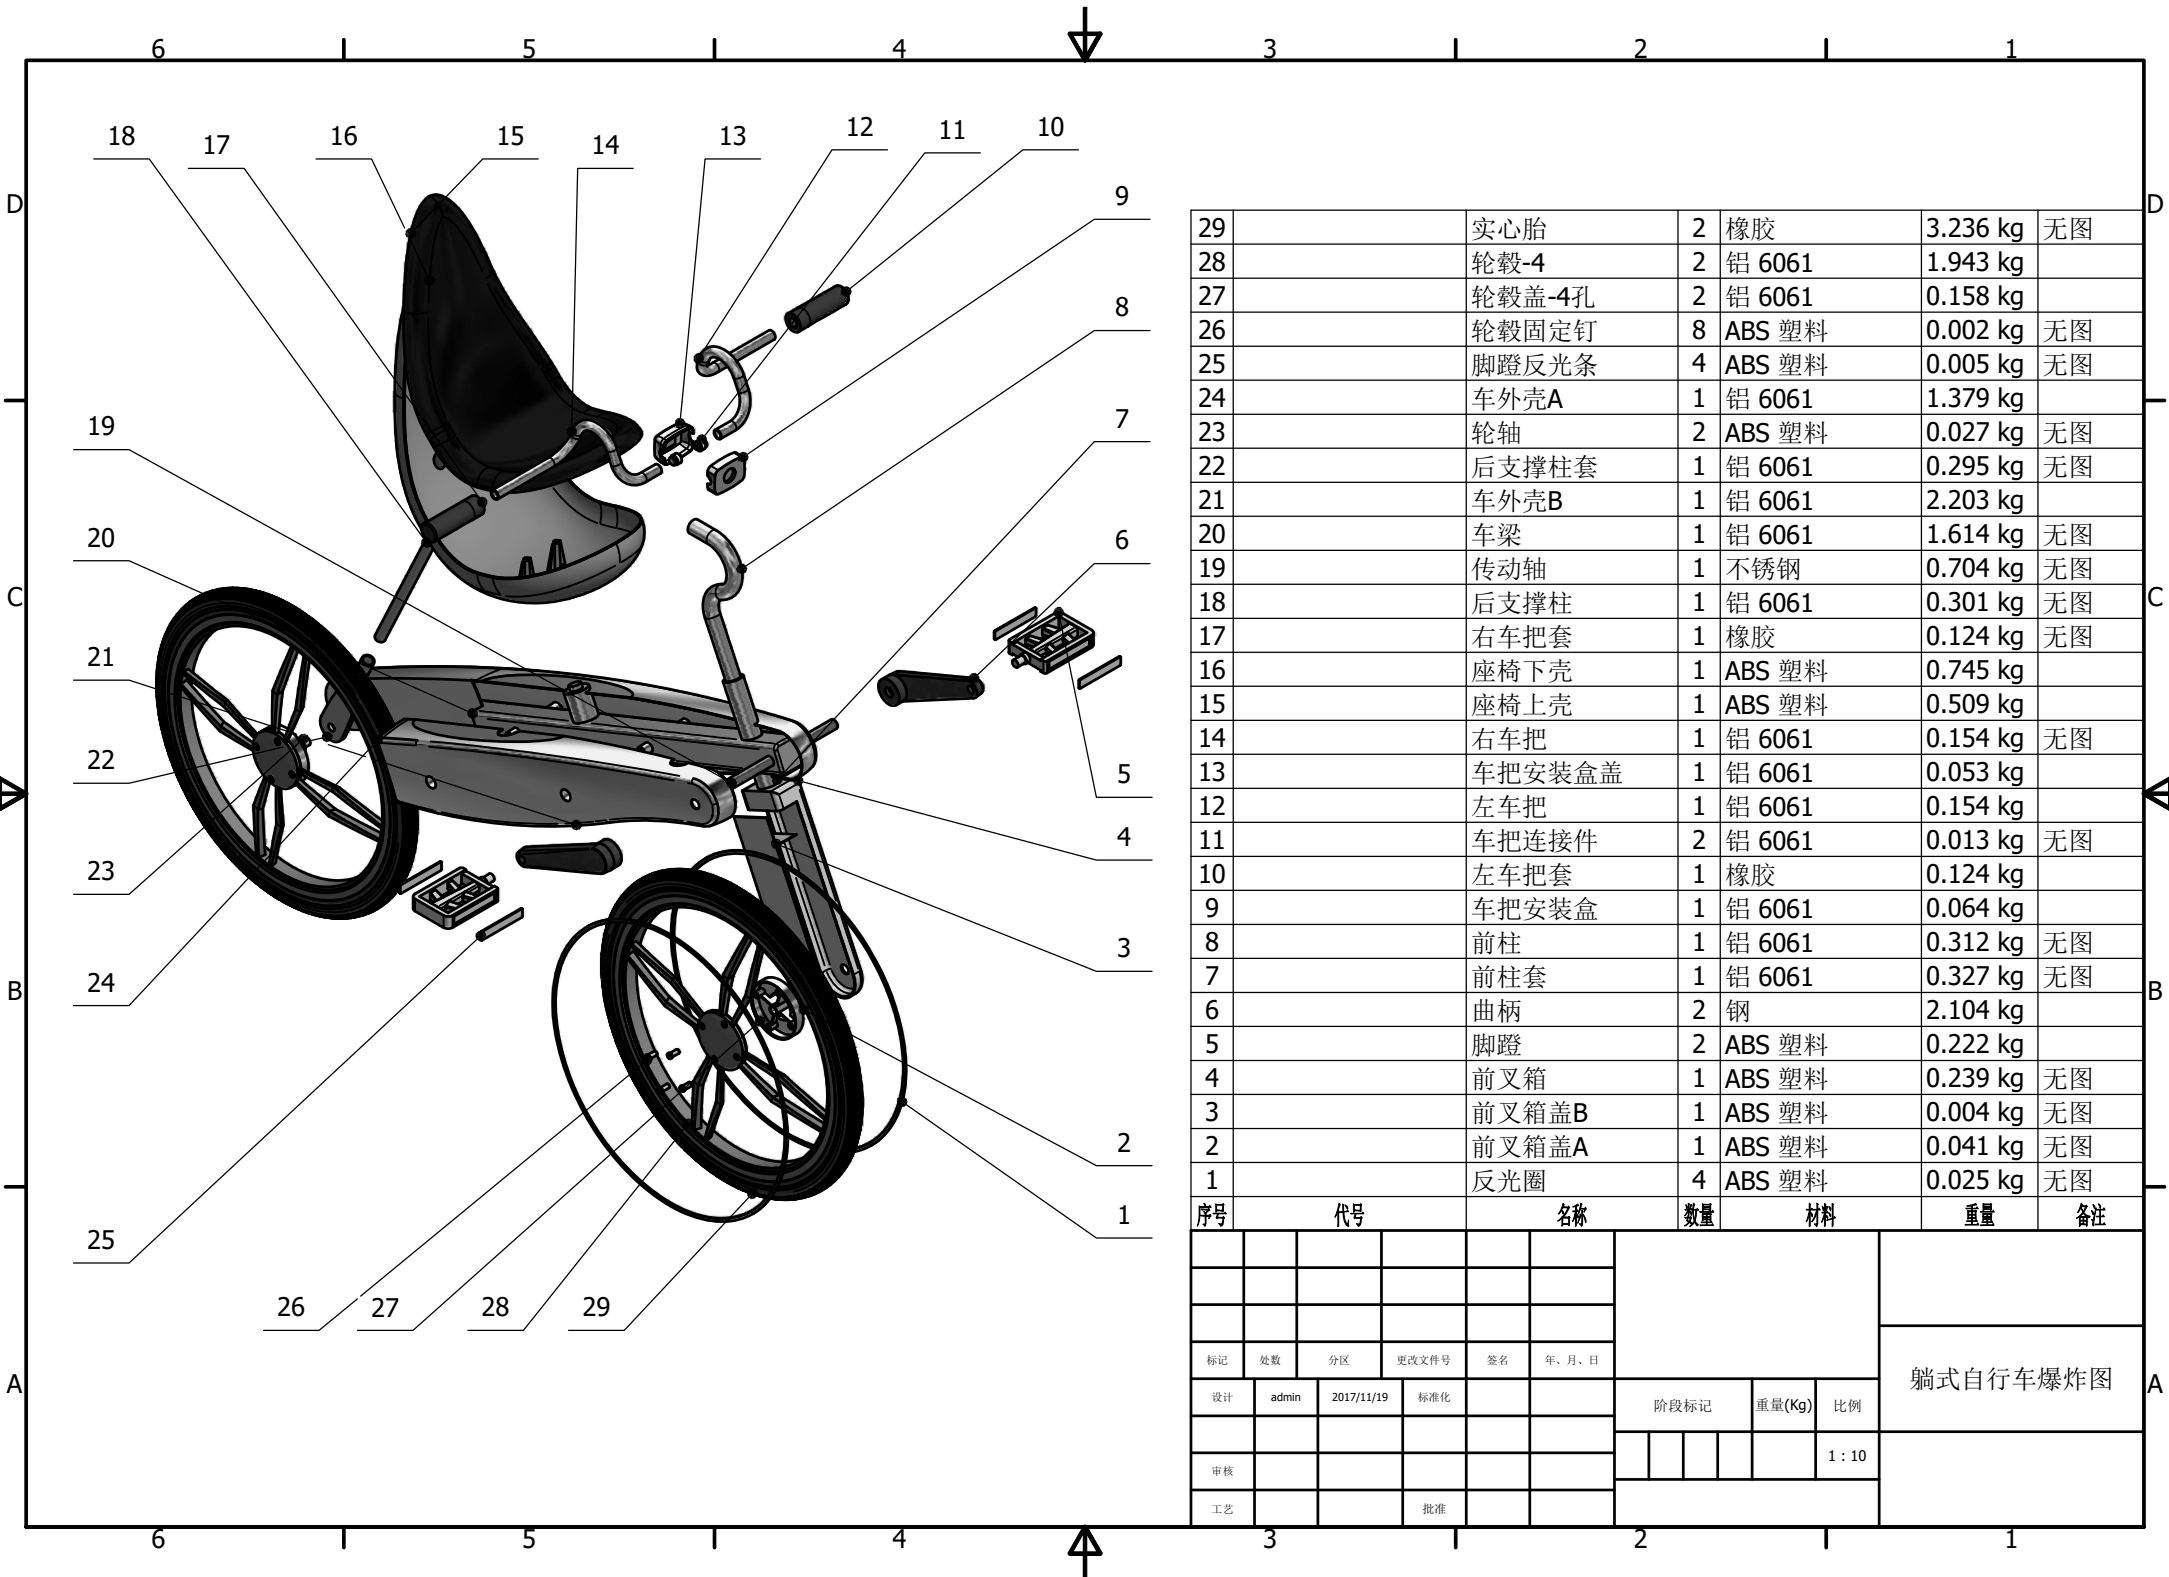 6 5 4 3 2 1
D
C
B
A
D
C
B
A
18
17
16
15
14
13
12
11
10
9
8
7
6
5
4
3
2
1
19
20
21
22
23
24
25
26
27
28
29
29 实心胎 2 橡胶 3.236 kg 无图
28 轮毂-4 2 铝 6061 1.943 kg
27 轮毂盖-4孔 2 铝 6061 0.158 kg
26 轮毂固定钉 8 ABS 塑料 0.002 kg 无图
25 脚蹬反光条 4 ABS 塑料 0.005 kg 无图
24 车外壳A 1 铝 6061 1.379 kg
23 轮轴 2 ABS 塑料 0.027 kg 无图
22 后支撑柱套 1 铝 6061 0.295 kg 无图
21 车外壳B 1 铝 6061 2.203 kg
20 车梁 1 铝 6061 1.614 kg 无图
19 传动轴 1 不锈钢 0.704 kg 无图
18 后支撑柱 1 铝 6061 0.301 kg 无图
17 右车把套 1 橡胶 0.124 kg 无图
16 座椅下壳 1 ABS 塑料 0.745 kg
15 座椅上壳 1 ABS 塑料 0.509 kg
14 右车把 1 铝 6061 0.154 kg 无图
13 车把安装盒盖 1 铝 6061 0.053 kg
12 左车把 1 铝 6061 0.154 kg
11 车把连接件 2 铝 6061 0.013 kg 无图
10 左车把套 1 橡胶 0.124 kg
9 车把安装盒 1 铝 6061 0.064 kg
8 前柱 1 铝 6061 0.312 kg 无图
7 前柱套 1 铝 6061 0.327 kg 无图
6 曲柄 2 钢 2.104 kg
5 脚蹬 2 ABS 塑料 0.222 kg
4 前叉箱 1 ABS 塑料 0.239 kg 无图
3 前叉箱盖B 1 ABS 塑料 0.004 kg 无图
2 前叉箱盖A 1 ABS 塑料 0.041 kg 无图
1 反光圈 4 ABS 塑料 0.025 kg 无图
序号 代号 名称 数量 材料 重量 备注
标记 处数 分区 更改文件号 签名 年、月、日
设计 admin 2017/11/19 标准化
阶段标记 重量(Kg) 比例
1 : 10
躺式自行车爆炸图
审核
工艺 批准
6 5 4 3 2 1